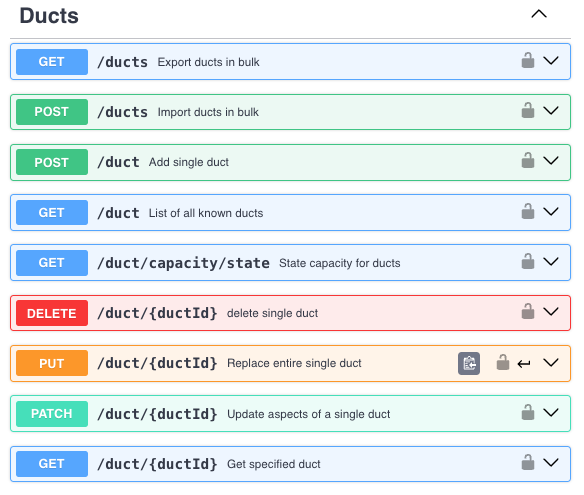 Ducts
GET /ducts Export ducts in bulk
POST /ducts Import ducts in bulk
POST /duct Add single duct
GET /duct List of all known ducts
GET /duct/capacity/state State capacity for ducts
DELETE /duct/{ductId} delete single duct
PUT /duct/{ductId} Replace entire single duct
PATCH /duct/{ductId} Update aspects of a single duct
GET /duct/{ductId} Get specified duct